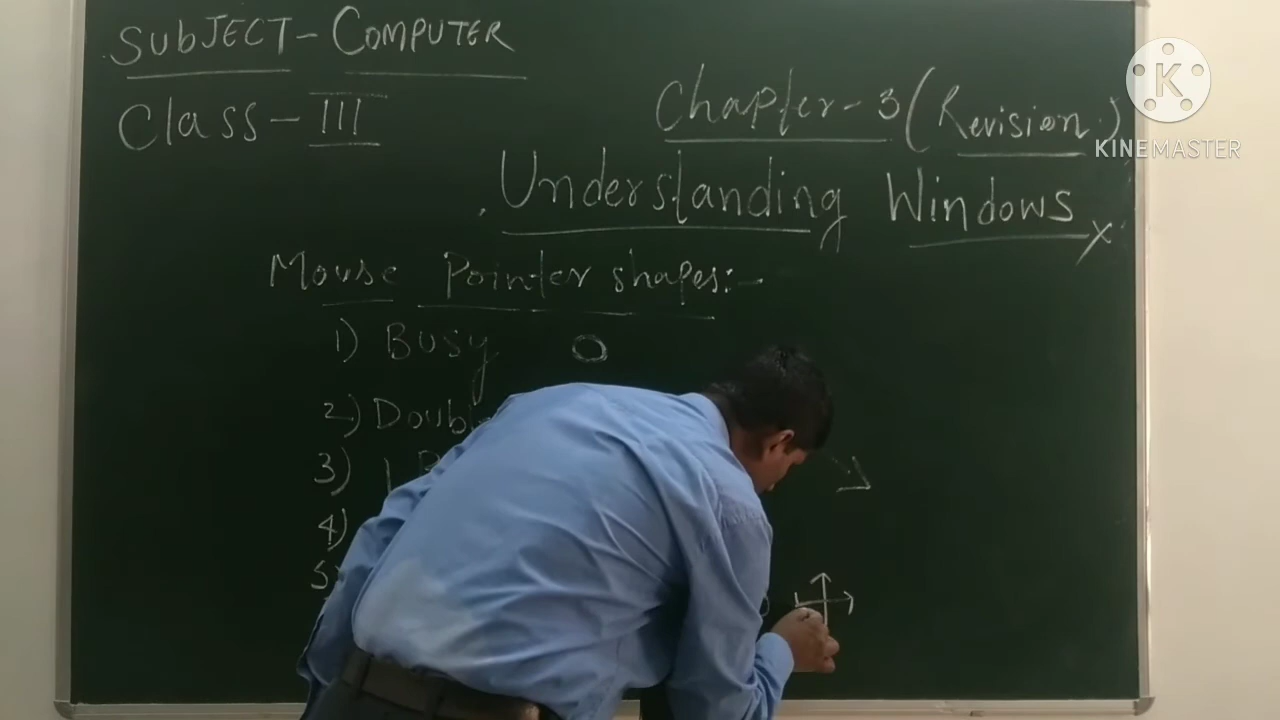 SUbJECT - COMPUTER
Class - III
Chapter - 3 (Revision.)
Understanding Windows
Mouse Pointer shapes:-
1) Busy
2)
3)
4)
5)
K
KINEMASTER